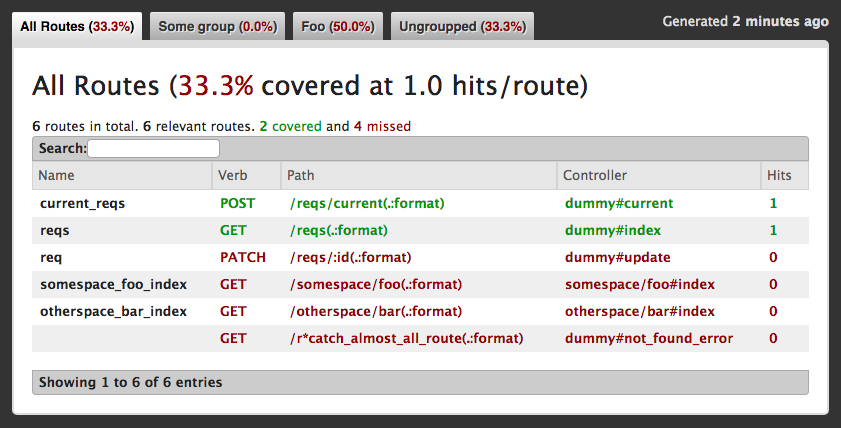 All Routes (33.3%) Some group (0.0%) Foo (50.0%) Ungroupped (33.3%) Generated 2 minutes ago
All Routes (33.3% covered at 1.0 hits/route)
6 routes in total. 6 relevant routes. 2 covered and 4 missed
Search:
Name Verb Path Controller Hits
current_reqs POST /reqs/current(.:format) dummy#current 1
reqs GET /reqs(.:format) dummy#index 1
req PATCH /reqs/:id(.:format) dummy#update 0
somespace_foo_index GET /somespace/foo(.:format) somespace/foo#index 0
otherspace_bar_index GET /otherspace/bar(.:format) otherspace/bar#index 0
GET /r*catch_almost_all_route(.:format) dummy#not_found_error 0
Showing 1 to 6 of 6 entries